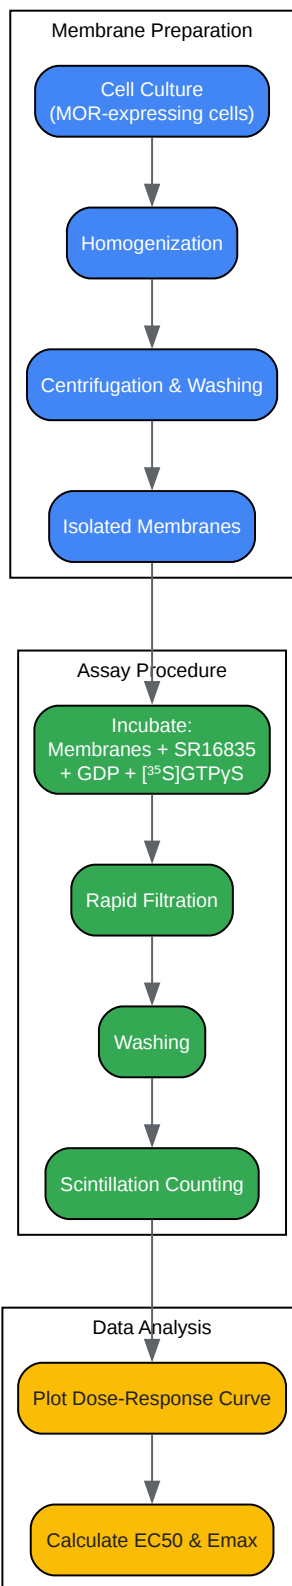 Membrane Preparation
Cell Culture
(MOR-expressing cells)
Homogenization
Centrifugation & Washing
Isolated Membranes
Assay Procedure
Incubate:
Membranes + SR16835
+ GDP + [³⁵S]GTPγS
Rapid Filtration
Washing
Scintillation Counting
Data Analysis
Plot Dose-Response Curve
Calculate EC50 & Emax